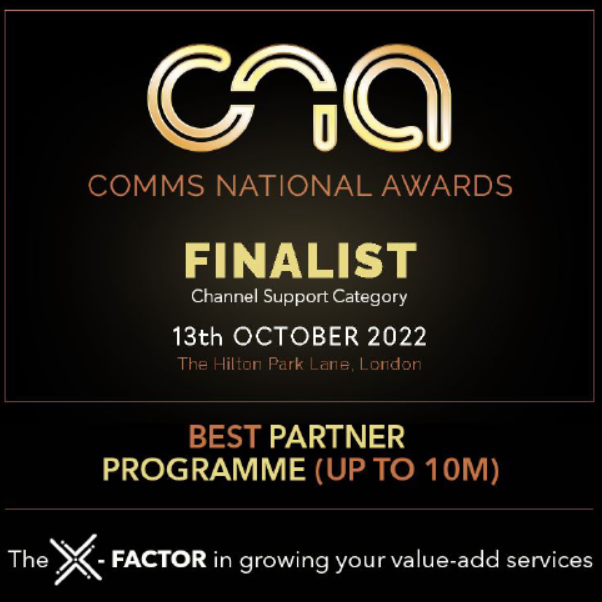 cna
COMMS NATIONAL AWARDS
FINALIST
Channel Support Category
13th OCTOBER 2022
The Hilton Park Lane, London
BEST PARTNER
PROGRAMME (UP TO 10M)
The X - FACTOR in growing your value-add services